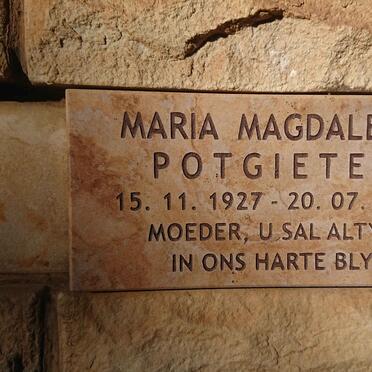 MARIA MAGDALE
POTGIETE
15. 11. 1927 - 20. 07.
MOEDER, U SAL ALTY
IN ONS HARTE BLY